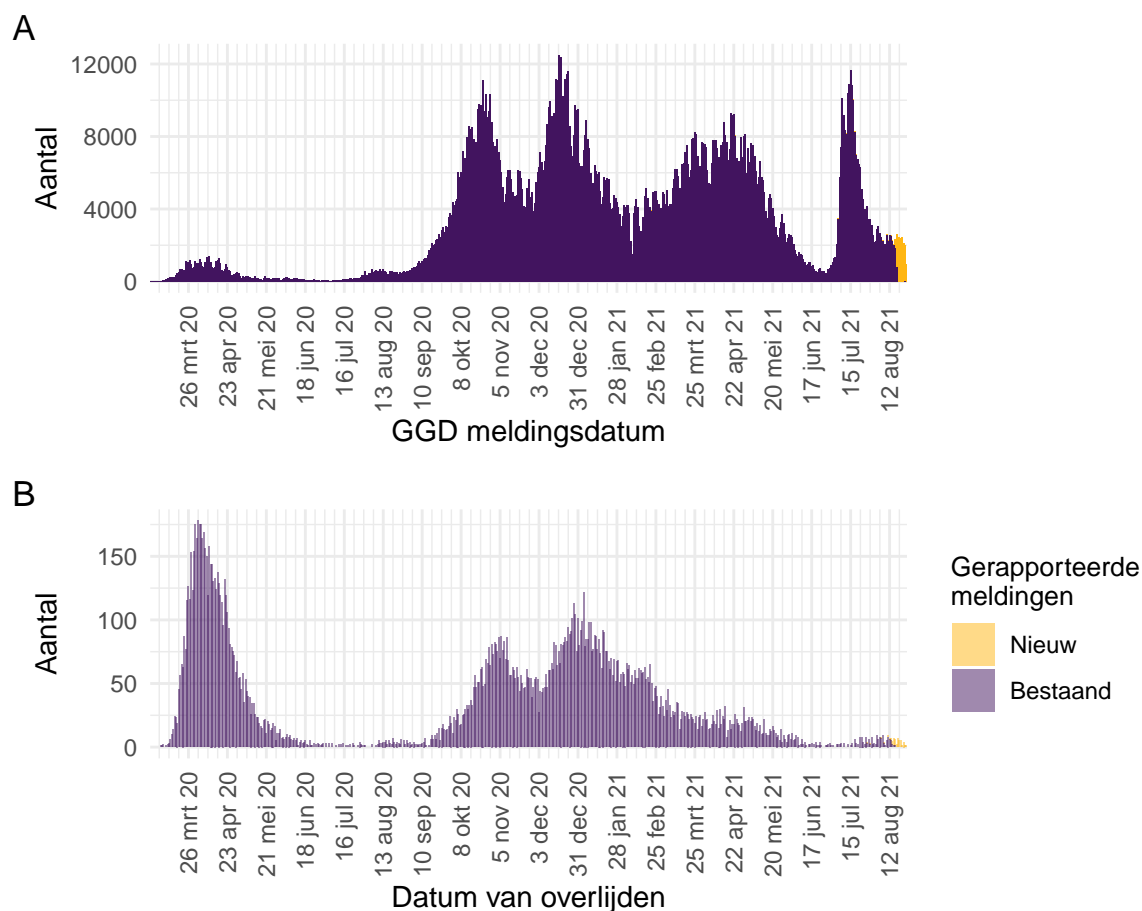 A
12000
8000
4000
0
Aantal
26 mrt 20
23 apr 20
21 mei 20
18 jun 20
16 jul 20
13 aug 20
10 sep 20
8 okt 20
5 nov 20
3 dec 20
31 dec 20
28 jan 21
25 feb 21
25 mrt 21
22 apr 21
20 mei 21
17 jun 21
15 jul 21
12 aug 21
GGD meldingsdatum
B
150
100
50
0
Aantal
26 mrt 20
23 apr 20
21 mei 20
18 jun 20
16 jul 20
13 aug 20
10 sep 20
8 okt 20
5 nov 20
3 dec 20
31 dec 20
28 jan 21
25 feb 21
25 mrt 21
22 apr 21
20 mei 21
17 jun 21
15 jul 21
12 aug 21
Datum van overlijden
Gerapporteerde
meldingen
Nieuw
Bestaand